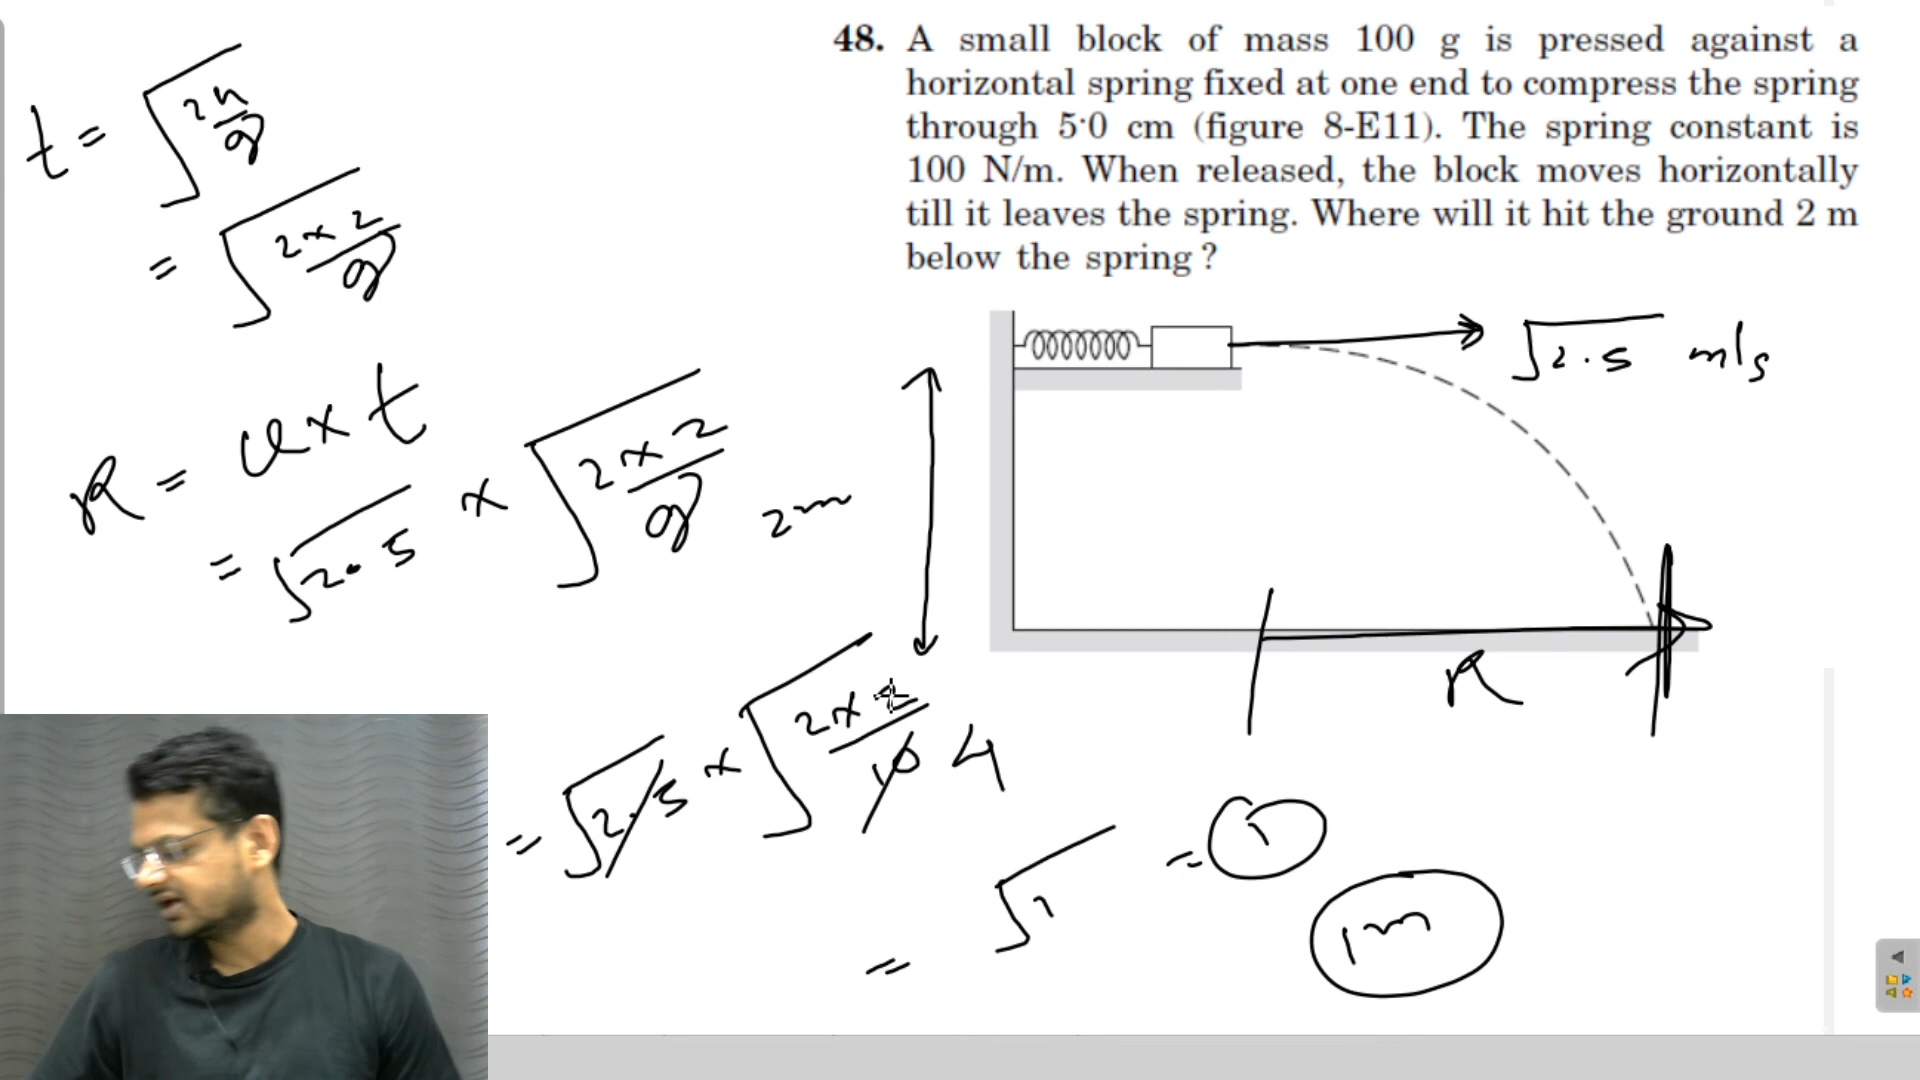 48. A small block of mass 100 g is pressed against a
horizontal spring fixed at one end to compress the spring
through 5·0 cm (figure 8-E11). The spring constant is
100 N/m. When released, the block moves horizontally
till it leaves the spring. Where will it hit the ground 2 m
below the spring ?
t = √(2h/g)
= √(2×2/g)
R = u × t
= √2.5 × √(2×2/g)
2m
√2.5 m/s
R
= √2.5 × √(2×2/10) 4
= √1 = 1
1m